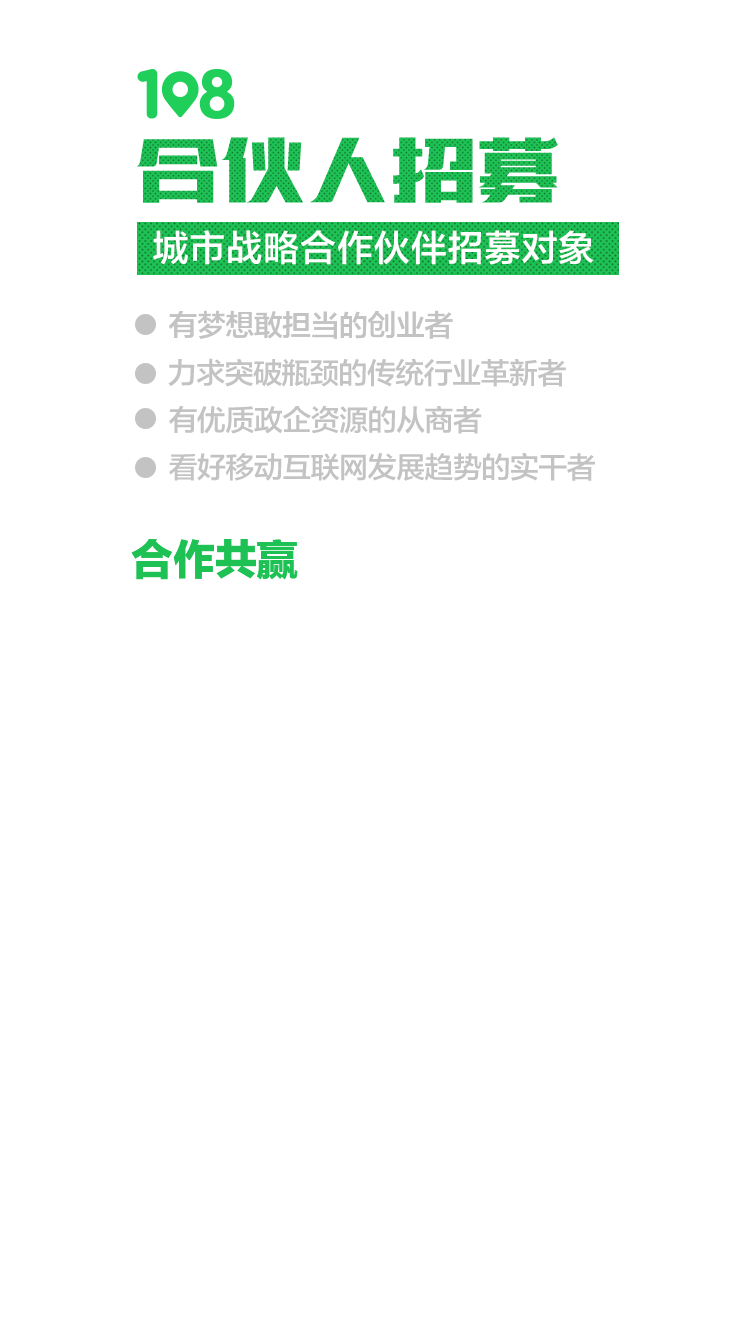 108
合伙人招募
城市战略合作伙伴招募对象
有梦想敢担当的创业者
力求突破瓶颈的传统行业革新者
有优质政企资源的从商者
看好移动互联网发展趋势的实干者
合作共赢